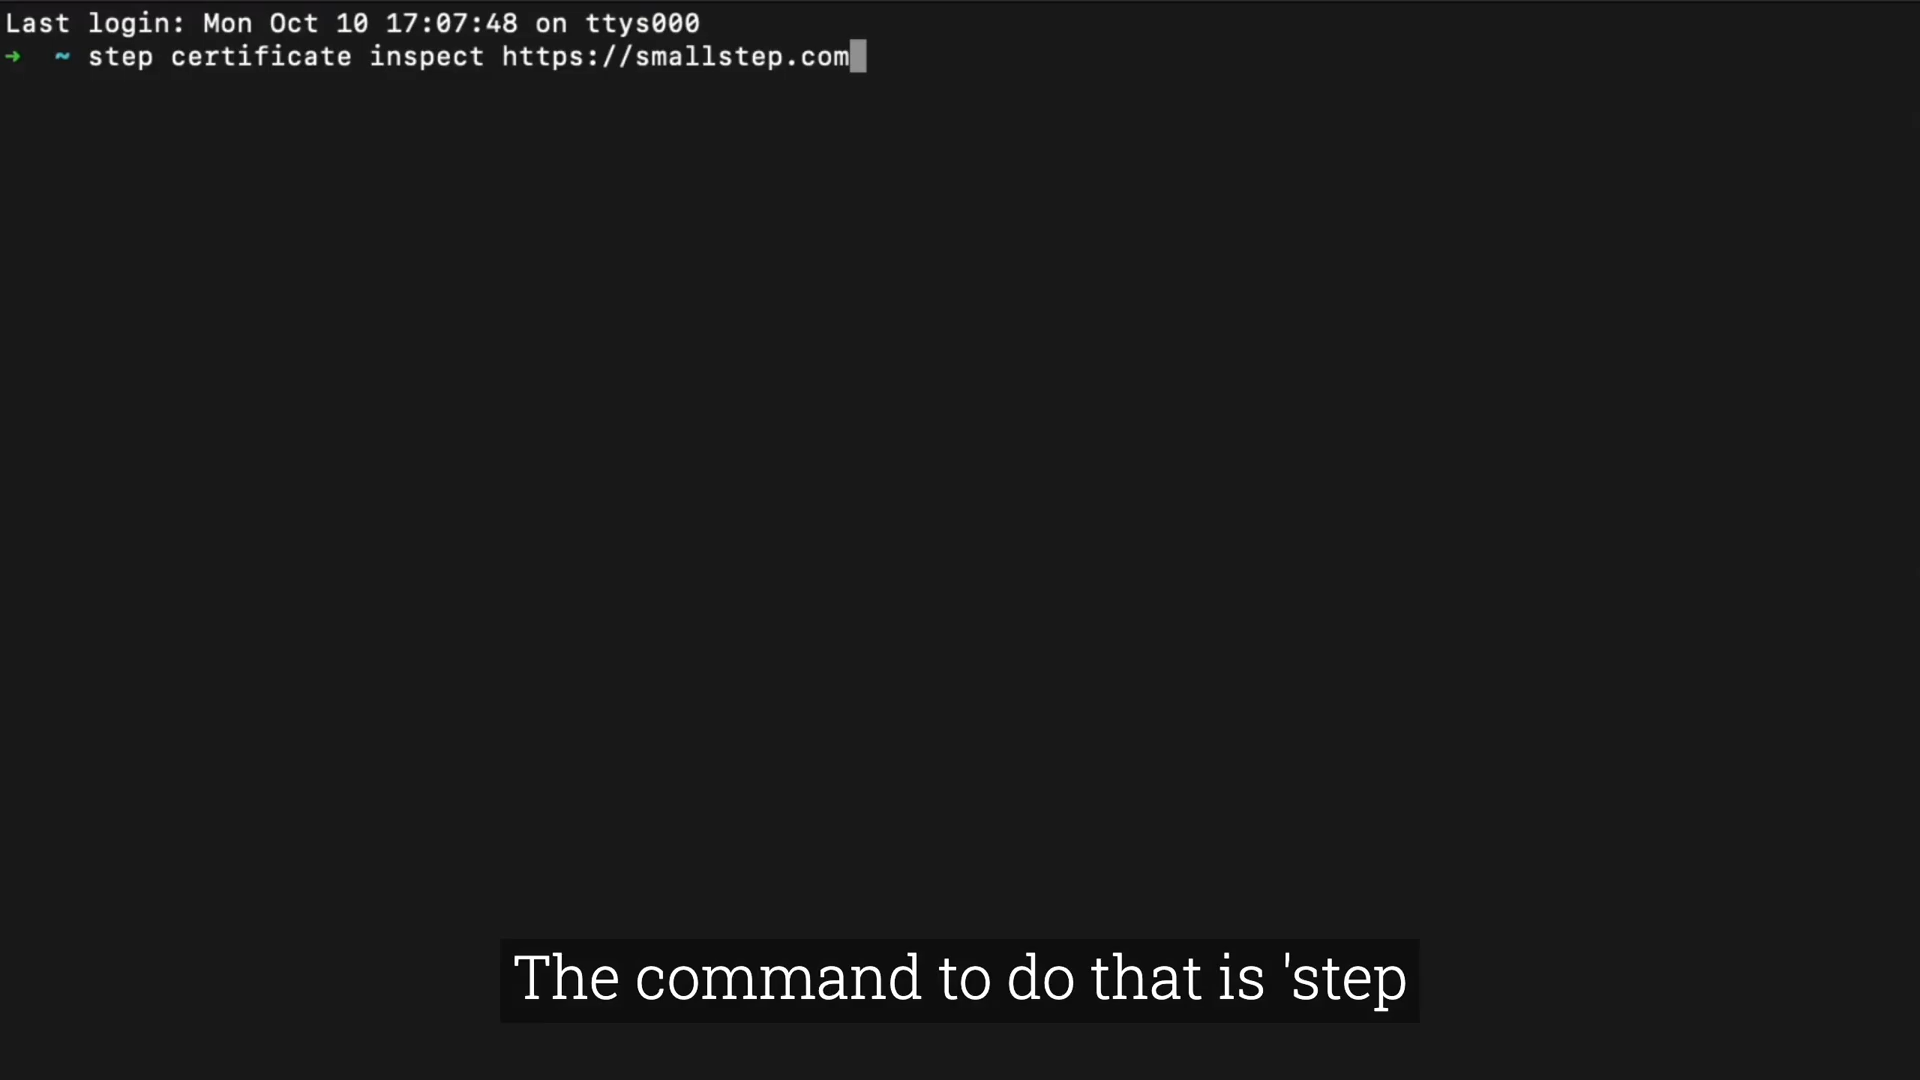 Last login: Mon Oct 10 17:07:48 on ttys000
➜ ~ step certificate inspect https://smallstep.com
The command to do that is 'step